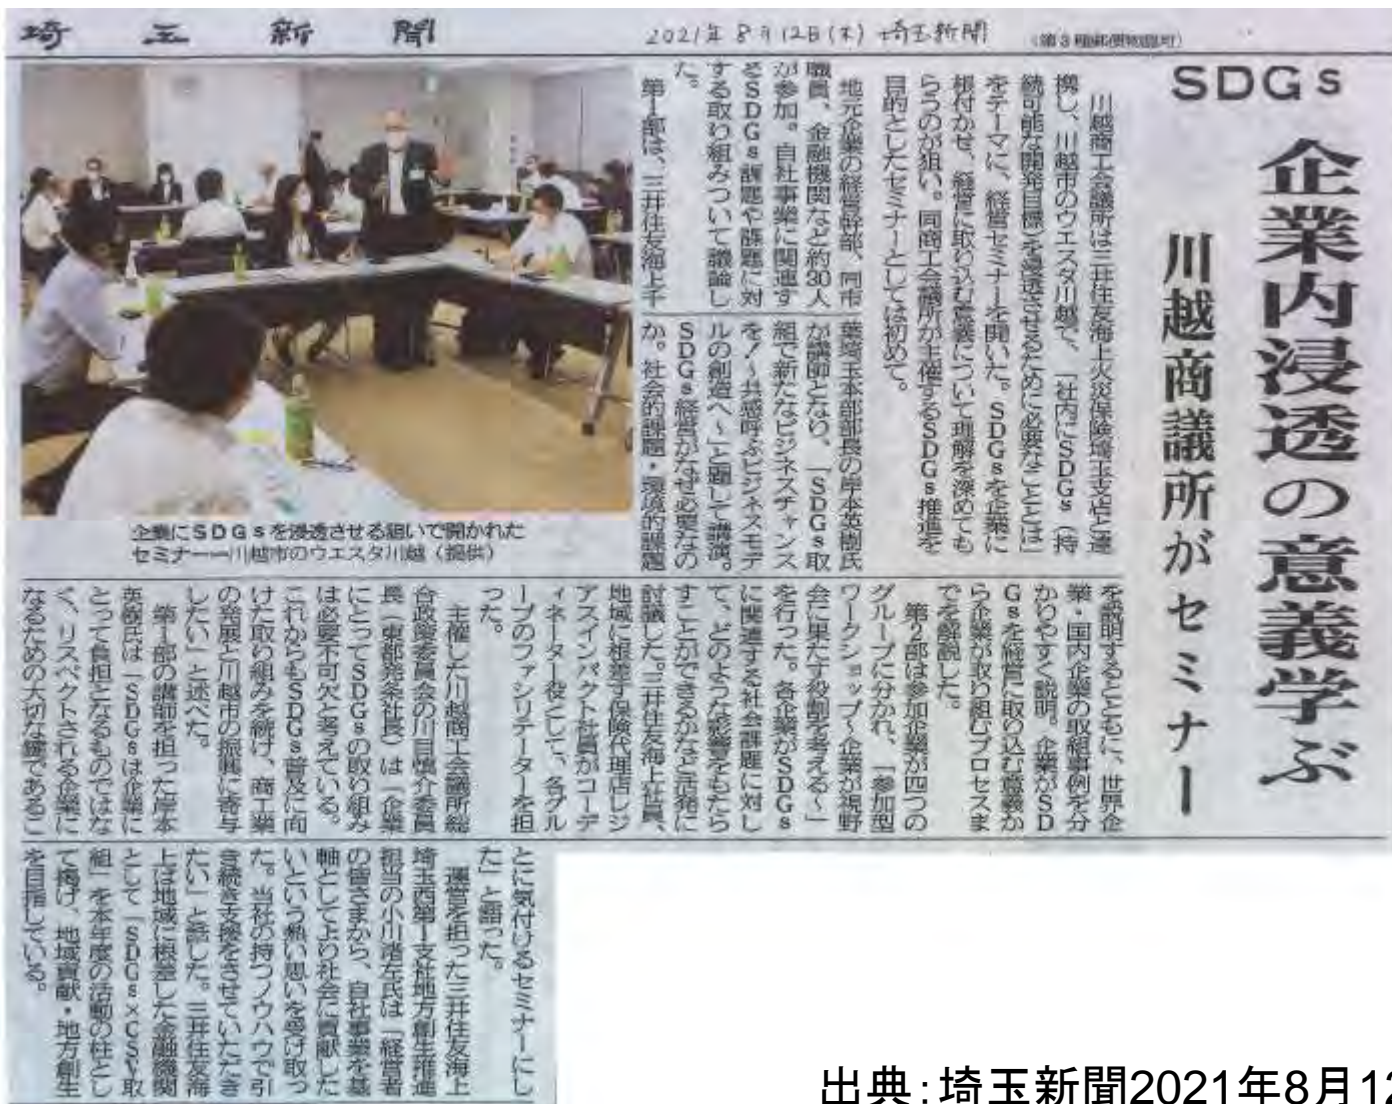 埼玉新聞
2021年8月12日(木) 埼玉新聞
(第3種郵便物認可)
SDGs
企業内浸透の意義学ぶ
川越商議所がセミナー
川越商工会議所は三井住友海上火災保険埼玉支店と連
携し、川越市のウエスタ川越で、「社内にSDGs（持
続可能な開発目標）を浸透させるために必要なこととは」
をテーマに、経営セミナーを開いた。SDGsを企業に
根付かせ、経営に取り込む意義について理解を深めても
らうのが狙い。同商工会議所が主催するSDGs推進を
目的としたセミナーとしては初めて。
地元企業の経営幹部、同市
職員、金融機関など約30人
が参加。自社事業に関連す
るSDGs課題や課題に対
する取り組みついて議論し
た。
第1部は、三井住友海上千
葉埼玉本部部長の岸本英樹氏
が講師となり、「SDGs取
組で新たなビジネスチャンス
を！～共感呼ぶビジネスモデ
ルの創造へ～」と題して講演。
SDGs経営がなぜ必要なの
か。社会的課題・環境的課題
を説明するとともに、世界企
業・国内企業の取組事例を分
かりやすく説明。企業がSD
Gsを経営に取り込む意義か
ら企業が取り組むプロセスま
でを解説した。
第2部は参加企業が四つの
グループに分かれ、「参加型
ワークショップ～企業が視野
会に果たす役割を考える～」
を行った。各企業がSDGs
に関連する社会課題に対し
て、どのような影響をもたら
すことができるかなど活発に
討議した。三井住友海上社員、
地域に根差す保険代理店レジ
アスインパクト社員がコーデ
ィネーター役として、各グル
ープのファシリテーターを担
った。
主催した川越商工会議所総
合政策委員会の川目慎介委員
長（東都発条社長）は「企業
にとってSDGsの取り組み
は必要不可欠と考えている。
これからもSDGs普及に向
けた取り組みを続け、商工業
の発展と川越市の振興に寄与
したい」と述べた。
第1部の講師を担った岸本
英樹氏は「SDGsは企業に
とって負担となるものではな
く、リスペクトされる企業に
なるための大切な鍵であるこ
とに気付けるセミナーにし
た」と語った。
運営を担った三井住友海上
埼玉西第1支社地方創生推進
担当の小川渚左氏は「経営者
の皆さまから、自社事業を基
軸としてより社会に貢献した
いという熱い思いを受け取っ
た。当社の持つノウハウで引
き続き支援をさせていただき
たい」と話した。三井住友海
上は地域に根差した金融機関
として「SDGs×CSV取
組」を本年度の活動の柱とし
て掲げ、地域貢献・地方創生
を目指している。
企業にSDGsを浸透させる狙いで開かれた
セミナー＝川越市のウエスタ川越（提供）
出典：埼玉新聞2021年8月12